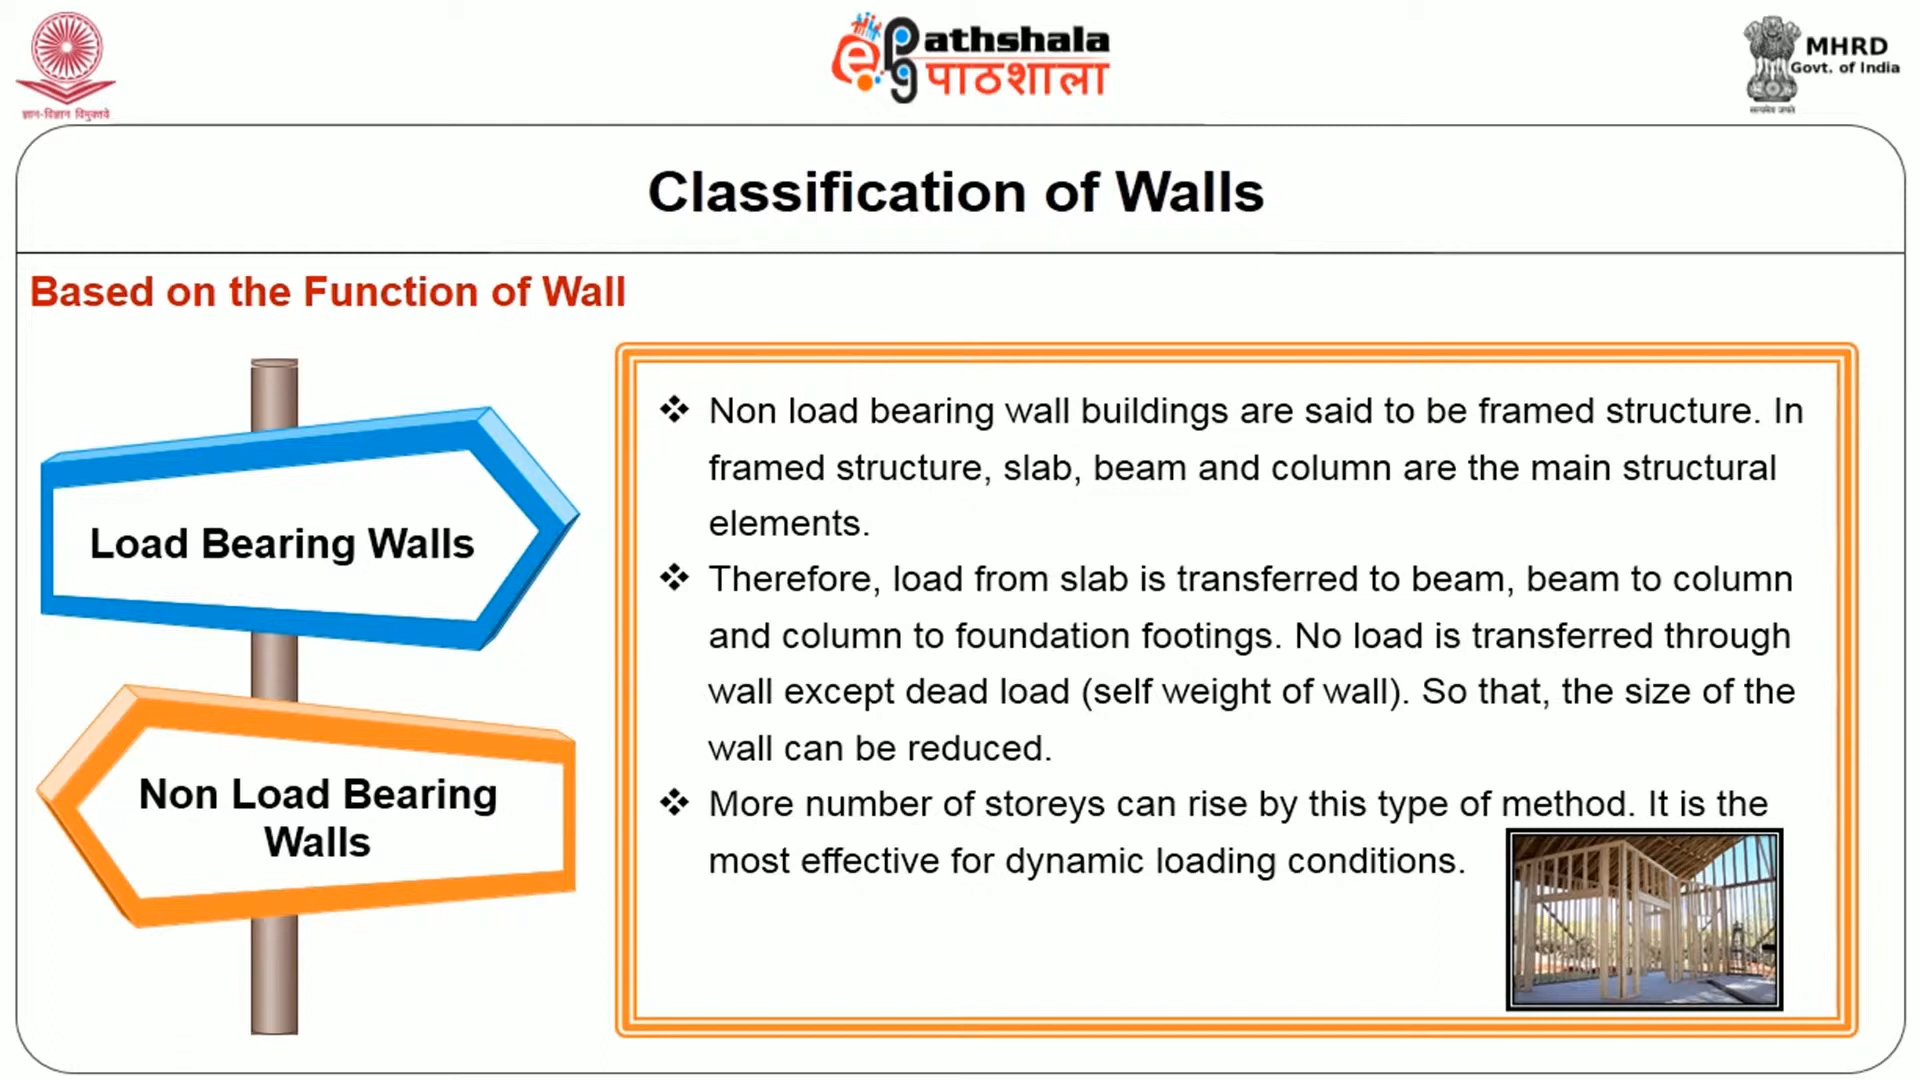 ज्ञान-विज्ञान विमुक्तये
ePathshala
पाठशाला
MHRD
Govt. of India
सत्यमेव जयते
Classification of Walls
Based on the Function of Wall
Load Bearing Walls
Non Load Bearing
Walls
❖ Non load bearing wall buildings are said to be framed structure. In
framed structure, slab, beam and column are the main structural
elements.
❖ Therefore, load from slab is transferred to beam, beam to column
and column to foundation footings. No load is transferred through
wall except dead load (self weight of wall). So that, the size of the
wall can be reduced.
❖ More number of storeys can rise by this type of method. It is the
most effective for dynamic loading conditions.